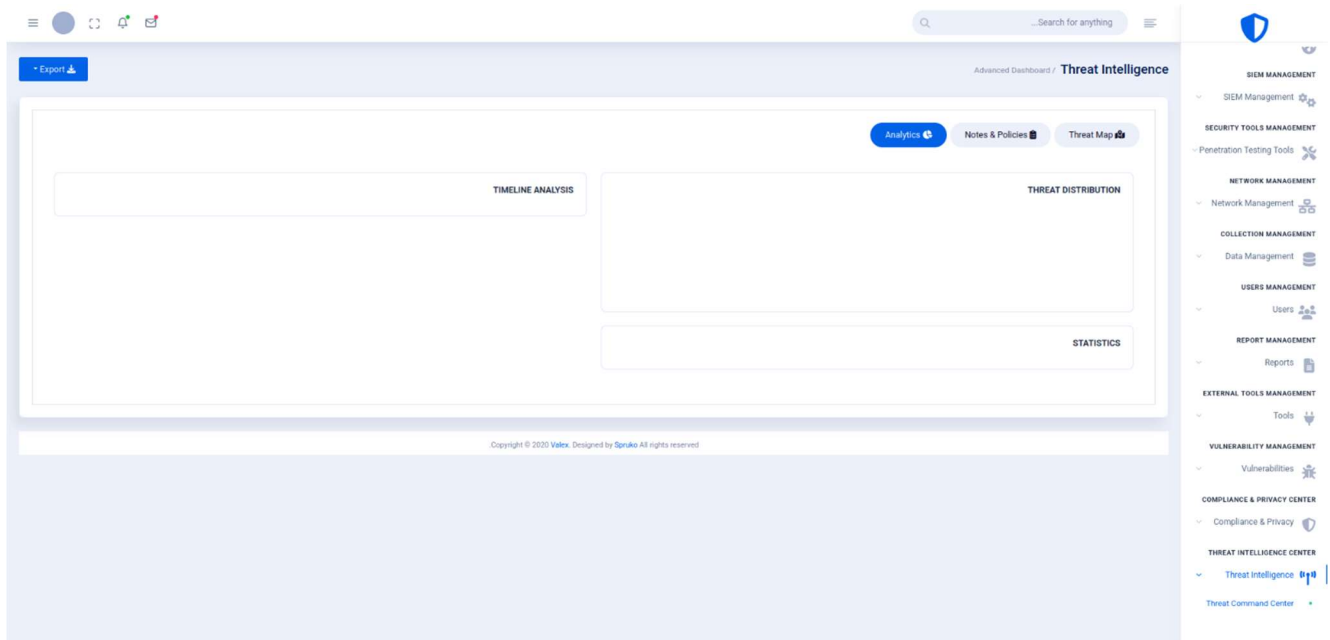 ...Search for anything
Export
Advanced Dashboard / Threat Intelligence
Analytics
Notes & Policies
Threat Map
TIMELINE ANALYSIS
THREAT DISTRIBUTION
STATISTICS
Copyright © 2020 Valex. Designed by Spruko All rights reserved
SIEM MANAGEMENT
SIEM Management
SECURITY TOOLS MANAGEMENT
Penetration Testing Tools
NETWORK MANAGEMENT
Network Management
COLLECTION MANAGEMENT
Data Management
USERS MANAGEMENT
Users
REPORT MANAGEMENT
Reports
EXTERNAL TOOLS MANAGEMENT
Tools
VULNERABILITY MANAGEMENT
Vulnerabilities
COMPLIANCE & PRIVACY CENTER
Compliance & Privacy
THREAT INTELLIGENCE CENTER
Threat Intelligence
Threat Command Center